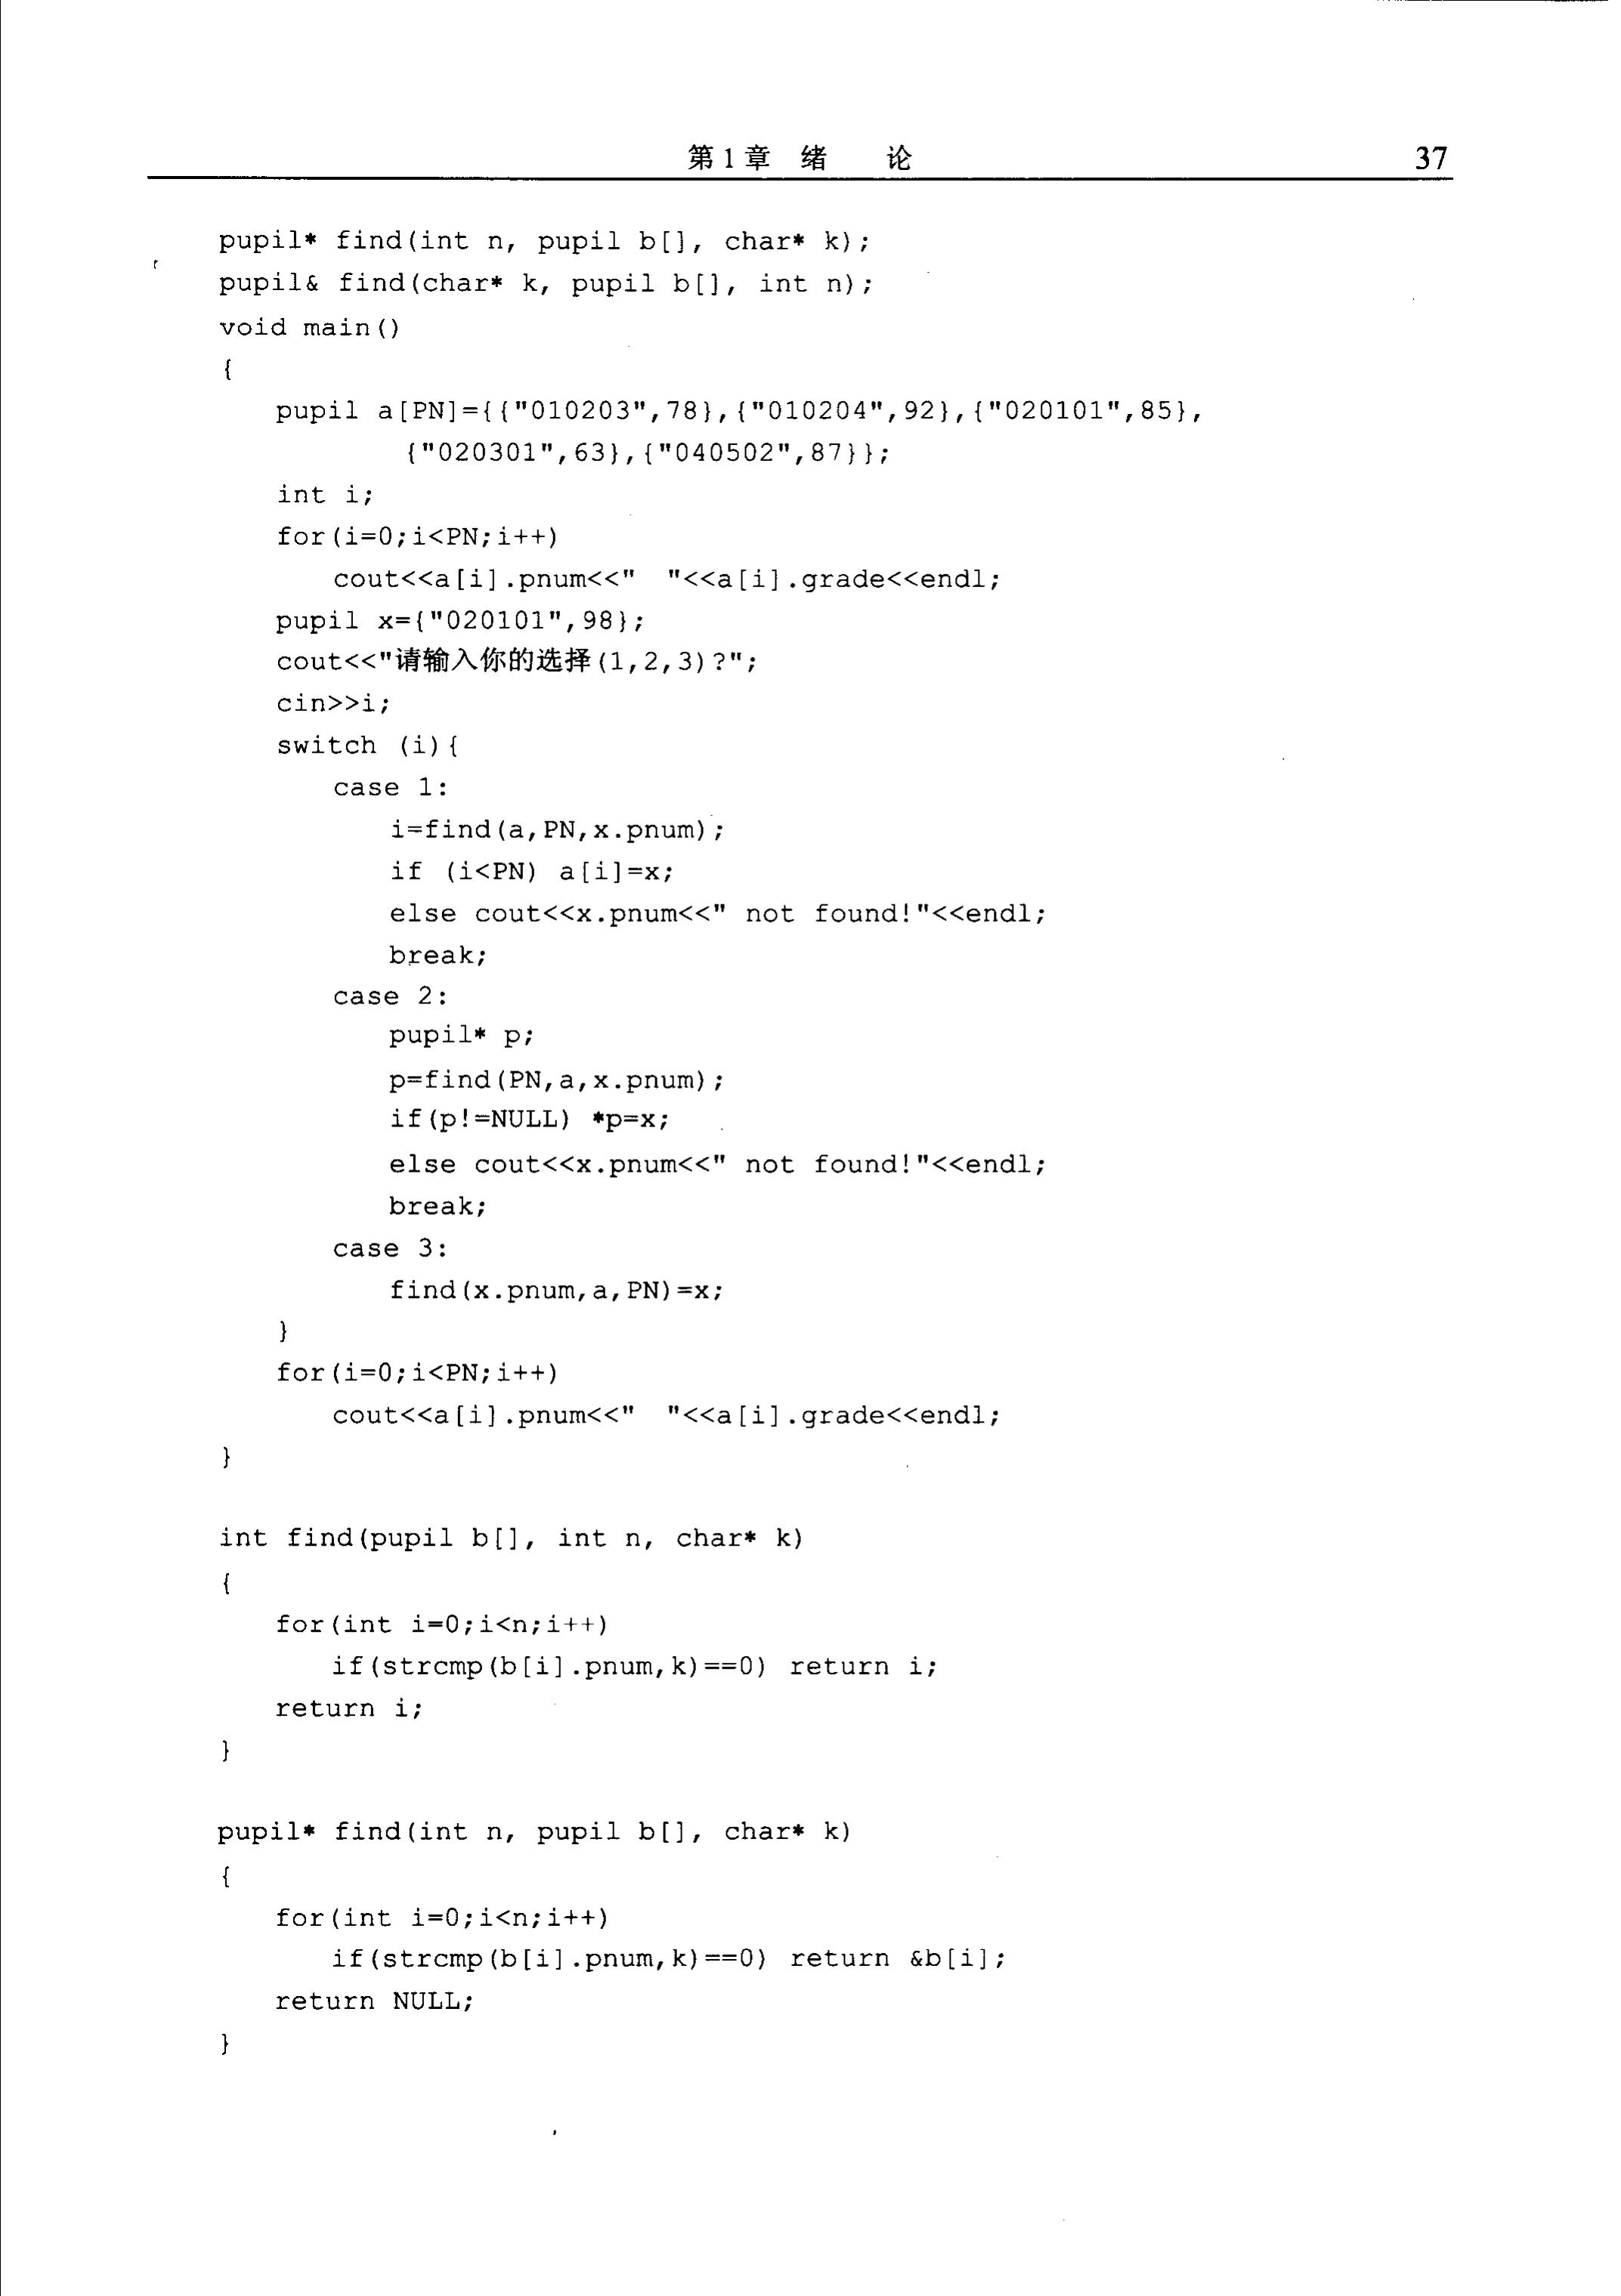 第1章 绪 论 37
pupil* find(int n, pupil b[], char* k);
pupil& find(char* k, pupil b[], int n);
void main()
{
    pupil a[PN]={{"010203",78},{"010204",92},{"020101",85},
        {"020301",63},{"040502",87}};
    int i;
    for(i=0;i<PN;i++)
        cout<<a[i].pnum<<"  "<<a[i].grade<<endl;
    pupil x={"020101",98};
    cout<<"请输入你的选择(1,2,3)?";
    cin>>i;
    switch (i){
        case 1:
            i=find(a,PN,x.pnum);
            if (i<PN) a[i]=x;
            else cout<<x.pnum<<" not found!"<<endl;
            break;
        case 2:
            pupil* p;
            p=find(PN,a,x.pnum);
            if(p!=NULL) *p=x;
            else cout<<x.pnum<<" not found!"<<endl;
            break;
        case 3:
            find(x.pnum,a,PN)=x;
    }
    for(i=0;i<PN;i++)
        cout<<a[i].pnum<<"  "<<a[i].grade<<endl;
}
int find(pupil b[], int n, char* k)
{
    for(int i=0;i<n;i++)
        if(strcmp(b[i].pnum,k)==0) return i;
    return i;
}
pupil* find(int n, pupil b[], char* k)
{
    for(int i=0;i<n;i++)
        if(strcmp(b[i].pnum,k)==0) return &b[i];
    return NULL;
}